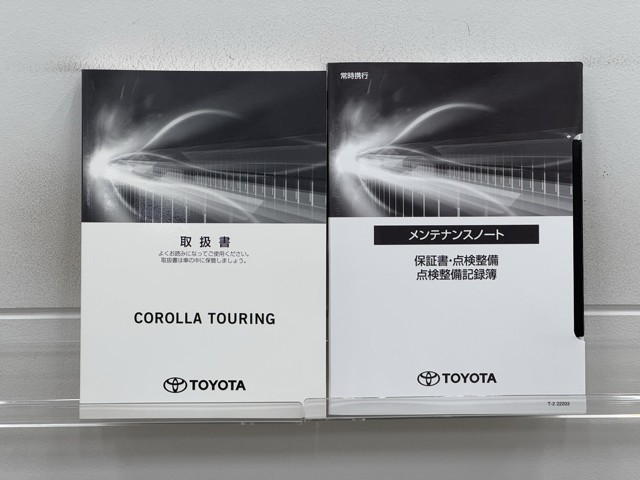 取扱書
よくお読みになってご使用ください。
取扱書は車の中に保管しましょう。
COROLLA TOURING
TOYOTA
常時携行
メンテナンスノート
保証書・点検整備
点検整備記録簿
TOYOTA